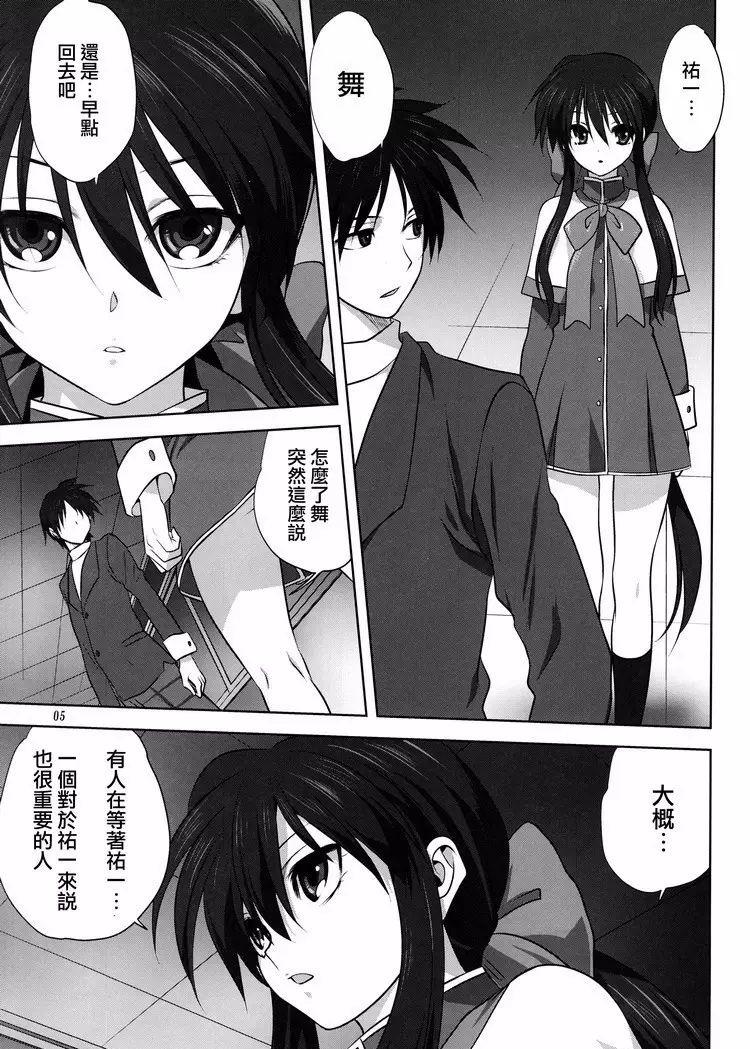 祐一…
舞
還是…早點
回去吧
怎麼了舞
突然這麼説
05
大概…
有人在等著祐一…
一個對於祐一來説
也很重要的人